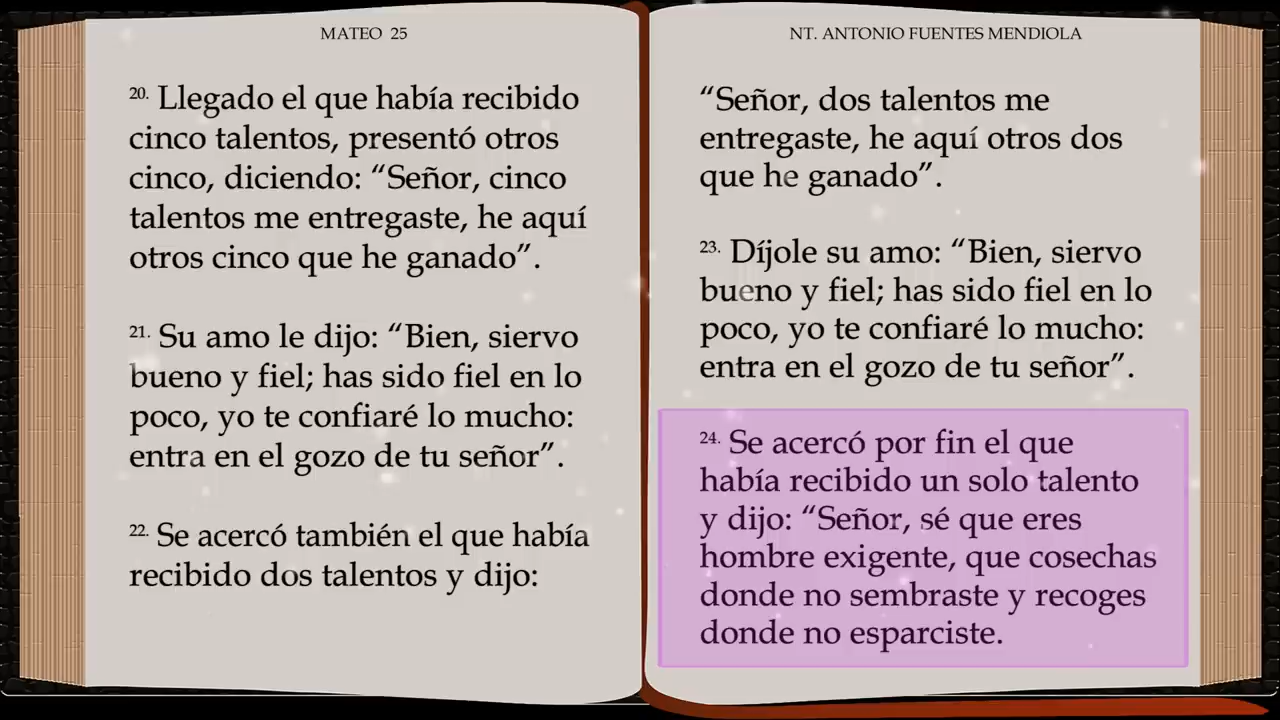 MATEO 25
20. Llegado el que había recibido
cinco talentos, presentó otros
cinco, diciendo: “Señor, cinco
talentos me entregaste, he aquí
otros cinco que he ganado”.
21. Su amo le dijo: “Bien, siervo
bueno y fiel; has sido fiel en lo
poco, yo te confiaré lo mucho:
entra en el gozo de tu señor”.
22. Se acercó también el que había
recibido dos talentos y dijo:
NT. ANTONIO FUENTES MENDIOLA
“Señor, dos talentos me
entregaste, he aquí otros dos
que he ganado”.
23. Díjole su amo: “Bien, siervo
bueno y fiel; has sido fiel en lo
poco, yo te confiaré lo mucho:
entra en el gozo de tu señor”.
24. Se acercó por fin el que
había recibido un solo talento
y dijo: “Señor, sé que eres
hombre exigente, que cosechas
donde no sembraste y recoges
donde no esparciste.